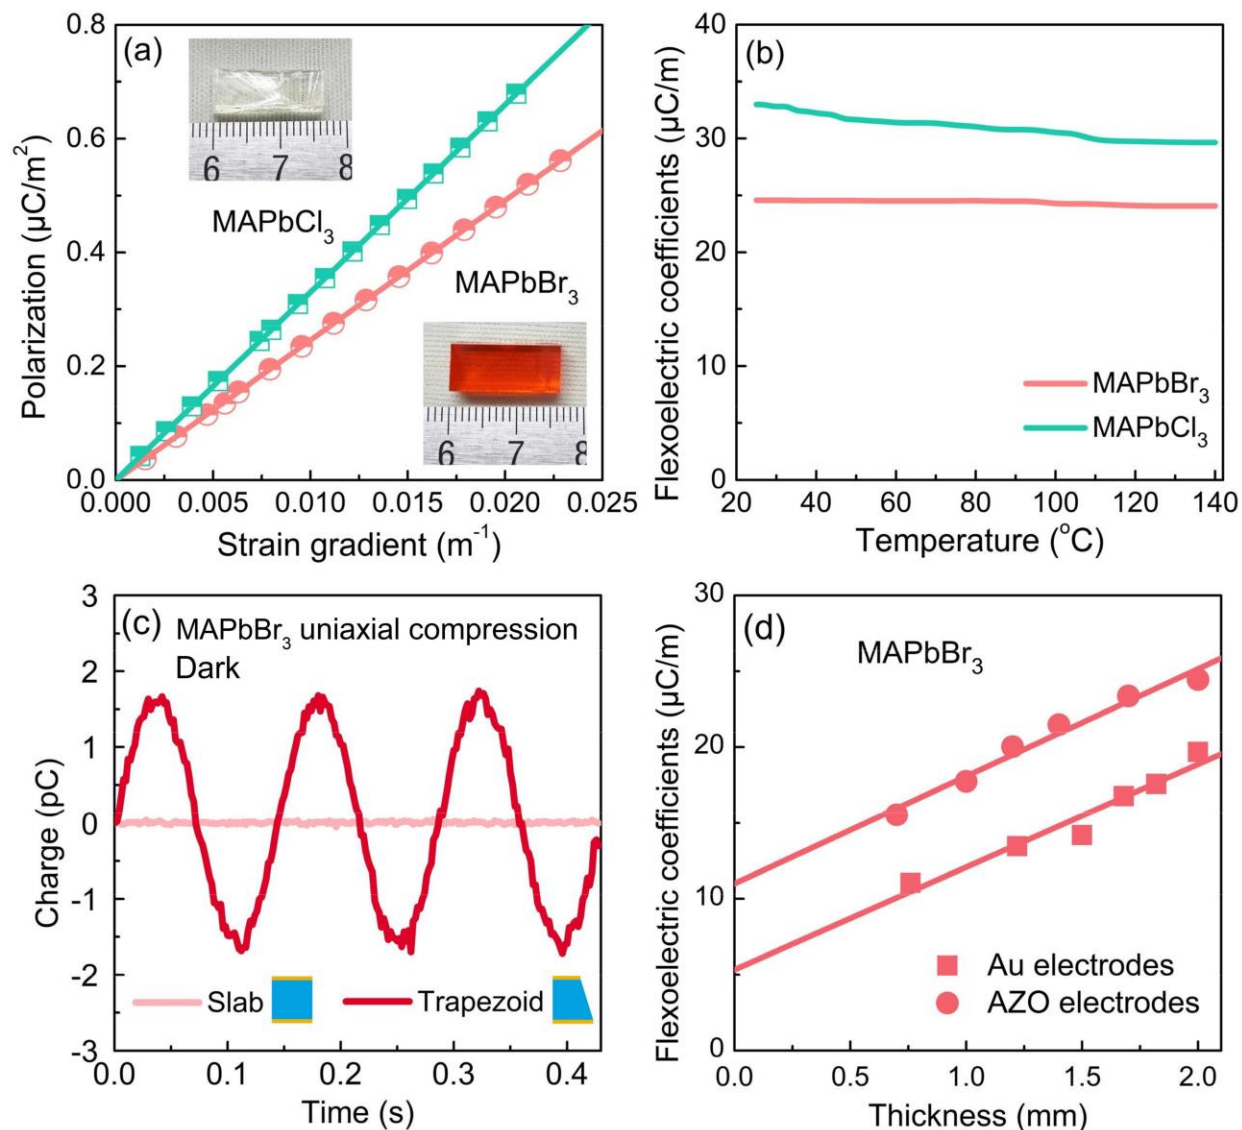 (a)
0.8
0.6
0.4
0.2
0.0
Polarization (µC/m²)
6 7 8
MAPbCl₃
MAPbBr₃
6 7 8
0.000 0.005 0.010 0.015 0.020 0.025
Strain gradient (m⁻¹)
(b)
40
30
20
10
0
Flexoelectric coefficients (µC/m)
MAPbBr₃
MAPbCl₃
20 40 60 80 100 120 140
Temperature (°C)
(c)
MAPbBr₃ uniaxial compression
Dark
3
2
1
0
-1
-2
-3
Charge (pC)
Slab Trapezoid
0.0 0.1 0.2 0.3 0.4
Time (s)
(d)
MAPbBr₃
30
20
10
0
Flexoelectric coefficients (µC/m)
Au electrodes
AZO electrodes
0.0 0.5 1.0 1.5 2.0
Thickness (mm)